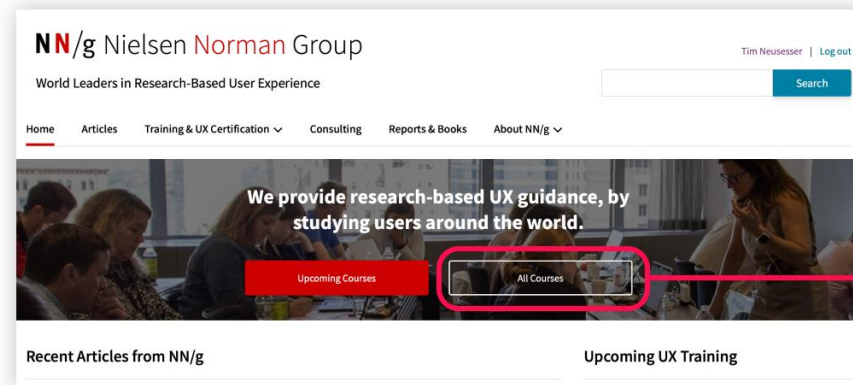 NN/g Nielsen Norman Group
Tim Neusesser | Log out
World Leaders in Research-Based User Experience
Search
Home Articles Training & UX Certification Consulting Reports & Books About NN/g
We provide research-based UX guidance, by
studying users around the world.
Upcoming Courses All Courses
Recent Articles from NN/g Upcoming UX Training